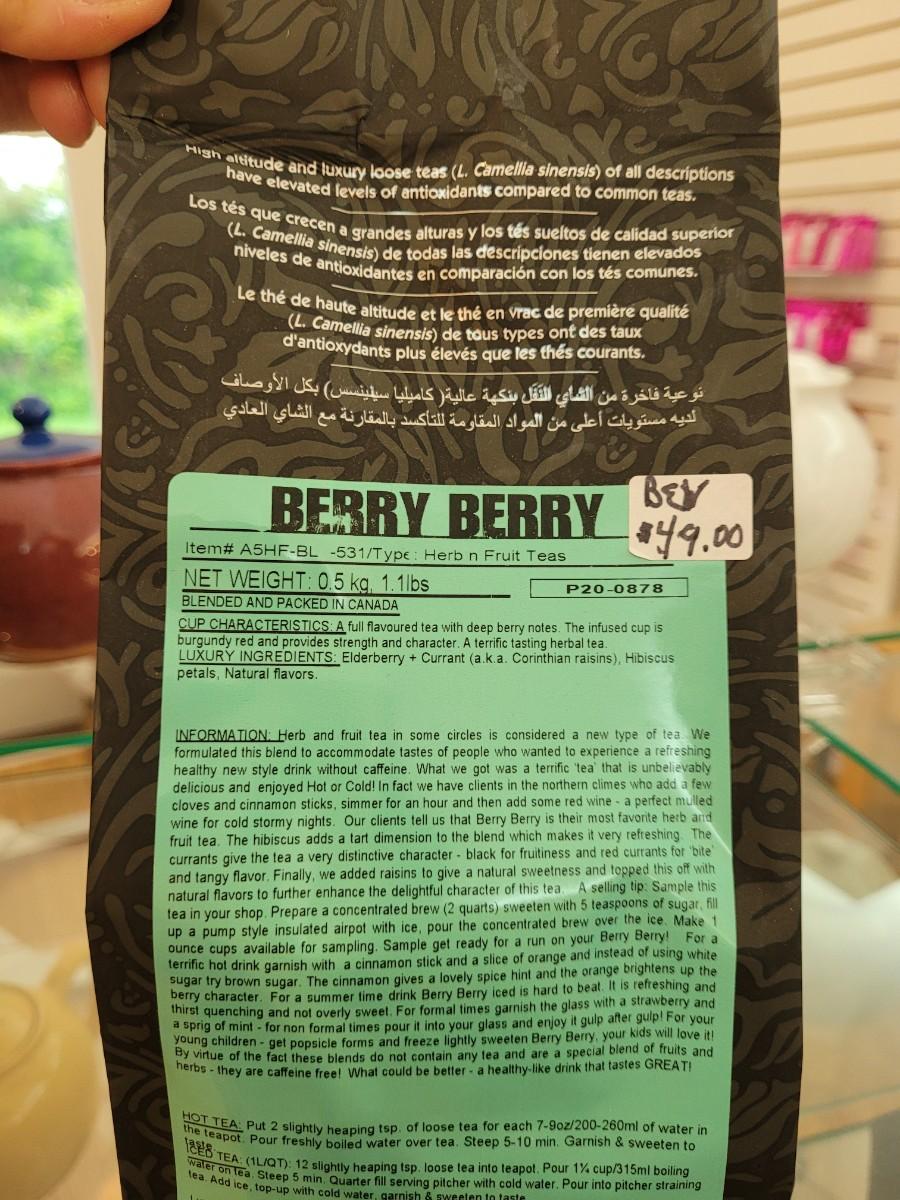 High altitude and luxury loose teas (L. Camellia sinensis) of all descriptions
have elevated levels of antioxidants compared to common teas.
Los tés que crecen a grandes alturas y los tés sueltos de calidad superior
(L. Camellia sinensis) de todas las descripciones tienen elevados
niveles de antioxidantes en comparación con los tés comunes.
Le thé de haute altitude et le thé en vrac de première qualité
(L. Camellia sinensis) de tous types ont des taux
d'antioxydants plus élevés que les thés courants.
نوعية فاخرة من الشاي الثقل بنكهة عالية( كاميليا سيلينسس) بكل الأوصاف
لديه مستويات أعلى من المواد المقاومة للتأكسد بالمقارنة مع الشاي العادي
BERRY BERRY
BEV
$49.00
Item# A5HF-BL -531/Type: Herb n Fruit Teas
NET WEIGHT: 0.5 kg, 1.1lbs
P20-0878
BLENDED AND PACKED IN CANADA
CUP CHARACTERISTICS: A full flavoured tea with deep berry notes. The infused cup is
burgundy red and provides strength and character. A terrific tasting herbal tea.
LUXURY INGREDIENTS: Elderberry + Currant (a.k.a. Corinthian raisins), Hibiscus
petals, Natural flavors.
INFORMATION: Herb and fruit tea in some circles is considered a new type of tea. We
formulated this blend to accommodate tastes of people who wanted to experience a refreshing
healthy new style drink without caffeine. What we got was a terrific 'tea' that is unbelievably
delicious and enjoyed Hot or Cold! In fact we have clients in the northern climes who add a few
cloves and cinnamon sticks, simmer for an hour and then add some red wine - a perfect mulled
wine for cold stormy nights. Our clients tell us that Berry Berry is their most favorite herb and
fruit tea. The hibiscus adds a tart dimension to the blend which makes it very refreshing. The
currants give the tea a very distinctive character - black for fruitiness and red currants for 'bite'
and tangy flavor. Finally, we added raisins to give a natural sweetness and topped this off with
natural flavors to further enhance the delightful character of this tea. A selling tip: Sample this
tea in your shop. Prepare a concentrated brew (2 quarts) sweeten with 5 teaspoons of sugar, fill
up a pump style insulated airpot with ice, pour the concentrated brew over the ice. Make 1
ounce cups available for sampling. Sample get ready for a run on your Berry Berry! For a
terrific hot drink garnish with a cinnamon stick and a slice of orange and instead of using white
sugar try brown sugar. The cinnamon gives a lovely spice hint and the orange brightens up the
berry character. For a summer time drink Berry Berry iced is hard to beat. It is refreshing and
thirst quenching and not overly sweet. For formal times garnish the glass with a strawberry and
a sprig of mint - for non formal times pour it into your glass and enjoy it gulp after gulp! For your
young children - get popsicle forms and freeze lightly sweeten Berry Berry, your kids will love it!
By virtue of the fact these blends do not contain any tea and are a special blend of fruits and
herbs - they are caffeine free! What could be better - a healthy-like drink that tastes GREAT!
HOT TEA: Put 2 slightly heaping tsp. of loose tea for each 7-9oz/200-260ml of water in
the teapot. Pour freshly boiled water over tea. Steep 5-10 min. Garnish & sweeten to
taste.
ICED TEA: (1L/QT): 12 slightly heaping tsp. loose tea into teapot. Pour 1¼ cup/315ml boiling
water on tea. Steep 5 min. Quarter fill serving pitcher with cold water. Pour into pitcher straining
tea. Add ice, top-up with cold water, garnish & sweeten to taste.